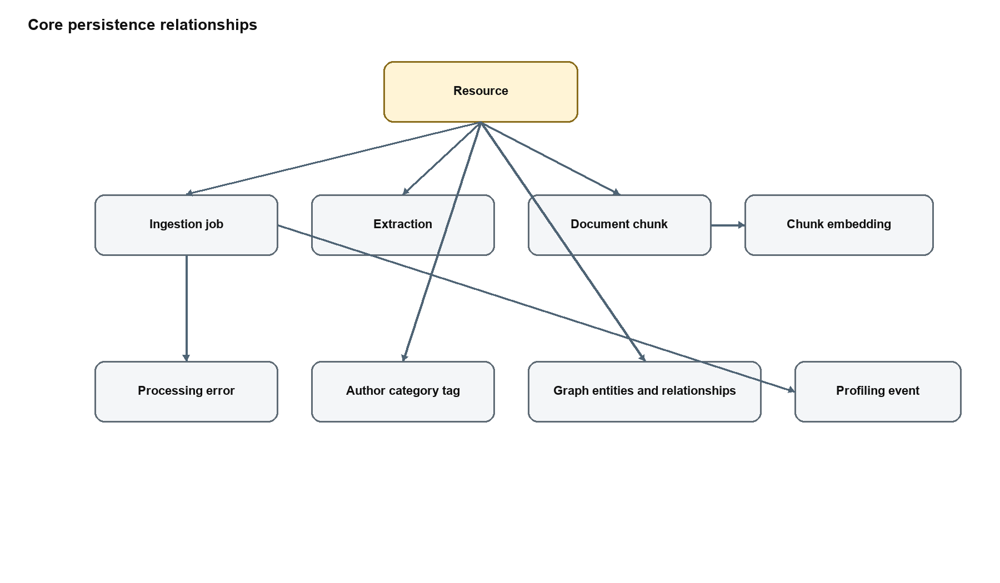 Core persistence relationships
Resource
Ingestion job
Extraction
Document chunk
Chunk embedding
Processing error
Author category tag
Graph entities and relationships
Profiling event